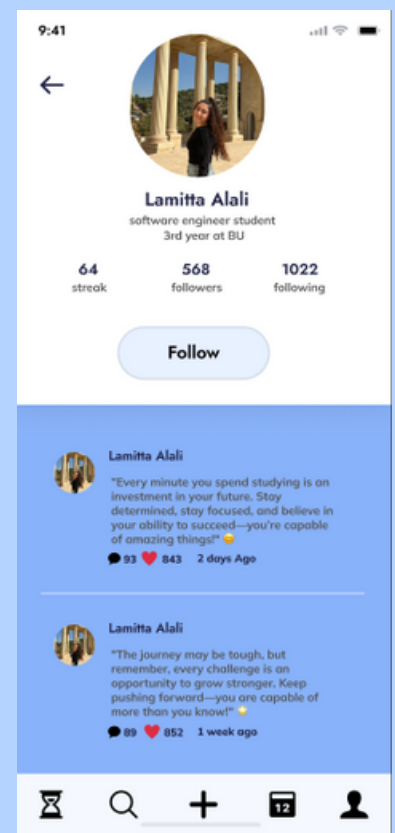 9:41
Lamitta Alali
software engineer student
3rd year at BU
64 568 1022
streak followers following
Follow
Lamitta Alali
"Every minute you spend studying is an
investment in your future. Stay
determined, stay focused, and believe in
your ability to succeed—you're capable
of amazing things!" 😊
93 843 2 days Ago
Lamitta Alali
"The journey may be tough, but
remember, every challenge is an
opportunity to grow stronger. Keep
pushing forward—you are capable of
more than you know!" 🌟
89 852 1 week ago
12